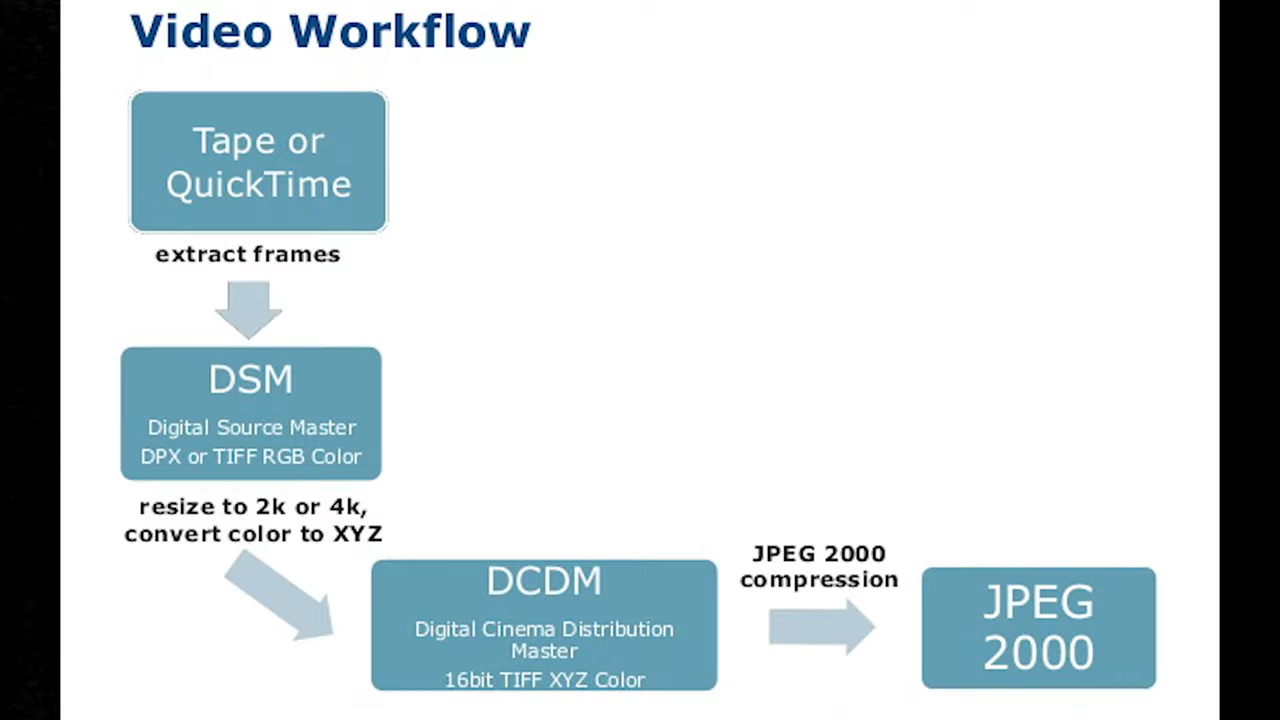 Video Workflow
Tape or
QuickTime
extract frames
DSM
Digital Source Master
DPX or TIFF RGB Color
resize to 2k or 4k,
convert color to XYZ
DCDM
Digital Cinema Distribution
Master
16bit TIFF XYZ Color
JPEG 2000
compression
JPEG
2000